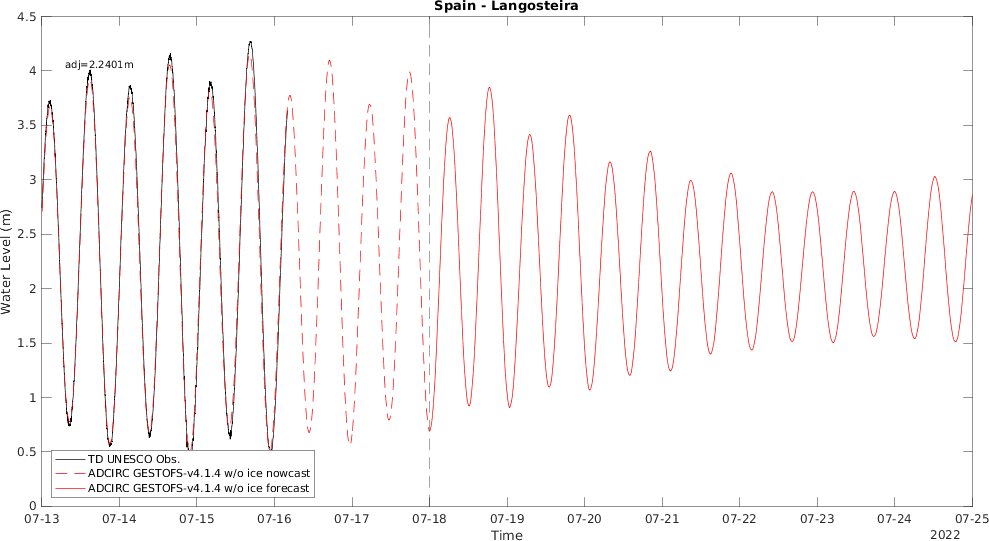 Spain - Langosteira
4.5
adj=2.2401m
4
3.5
3
2.5
2
1.5
1
0.5
0
Water Level (m)
TD UNESCO Obs.
ADCIRC GESTOFS-v4.1.4 w/o ice nowcast
ADCIRC GESTOFS-v4.1.4 w/o ice forecast
07-13 07-14 07-15 07-16 07-17 07-18 07-19 07-20 07-21 07-22 07-23 07-24 07-25
Time
2022